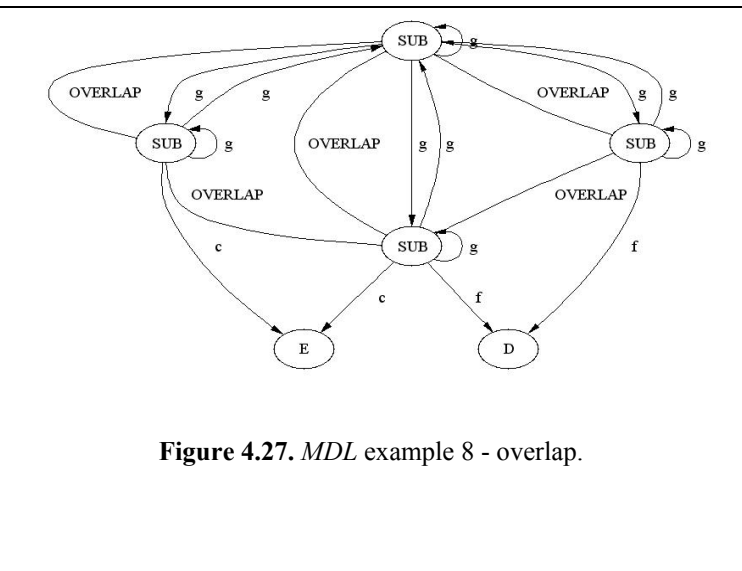 SUB g
OVERLAP g g OVERLAP g g
SUB g OVERLAP g g SUB g
OVERLAP OVERLAP
c SUB g f
c f
E D
Figure 4.27. MDL example 8 - overlap.